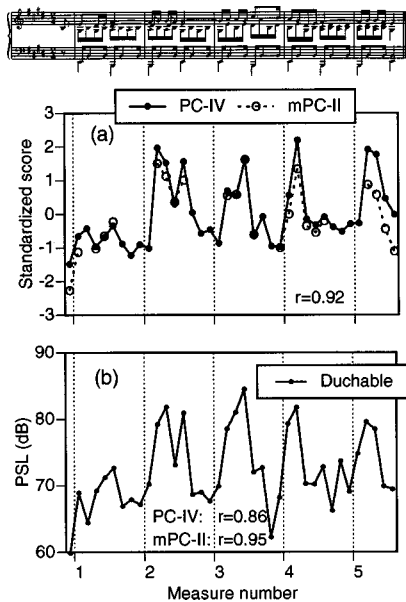 PC-IV mPC-II
(a)
Standardized score
3
2
1
0
-1
-2
-3
r=0.92
(b)
Duchable
PSL (dB)
90
80
70
60
PC-IV: r=0.86
mPC-II: r=0.95
1 2 3 4 5
Measure number